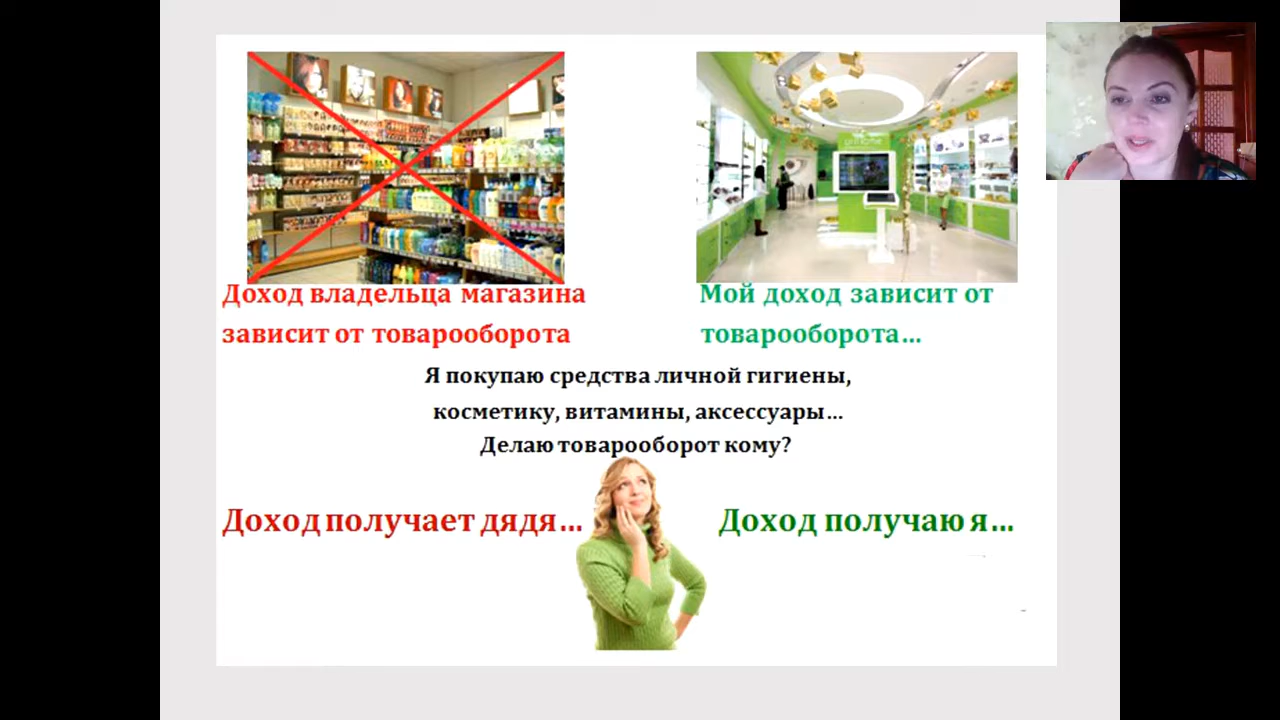 Доход владельца магазина
зависит от товарооборота
Мой доход зависит от
товарооборота...
Я покупаю средства личной гигиены,
косметику, витамины, аксессуары...
Делаю товарооборот кому?
Доход получает дядя...
Доход получаю я...